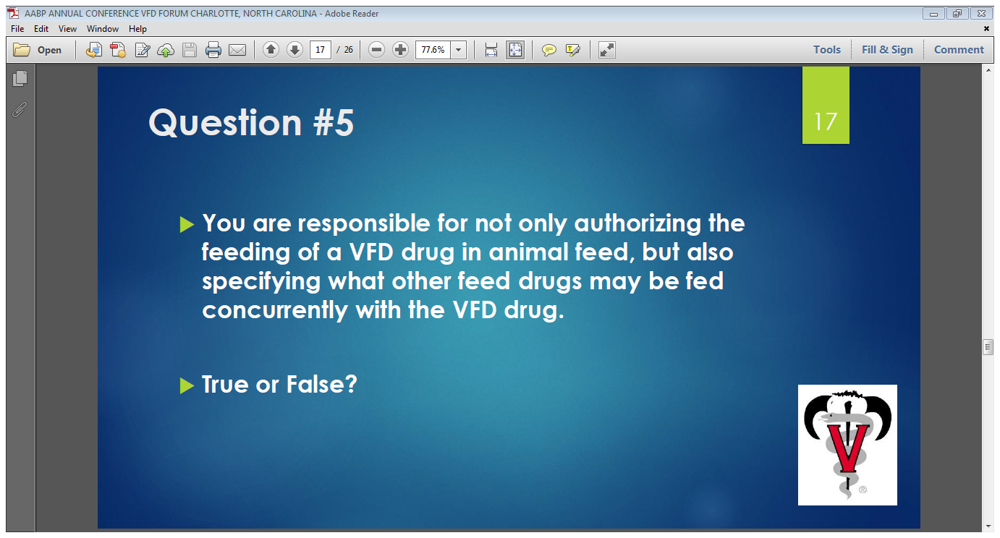 AABP ANNUAL CONFERENCE VFD FORUM CHARLOTTE, NORTH CAROLINA - Adobe Reader
File Edit View Window Help
Open 17 / 26 77.6% Tools Fill & Sign Comment
Question #5
17
You are responsible for not only authorizing the
feeding of a VFD drug in animal feed, but also
specifying what other feed drugs may be fed
concurrently with the VFD drug.
True or False?
V
®